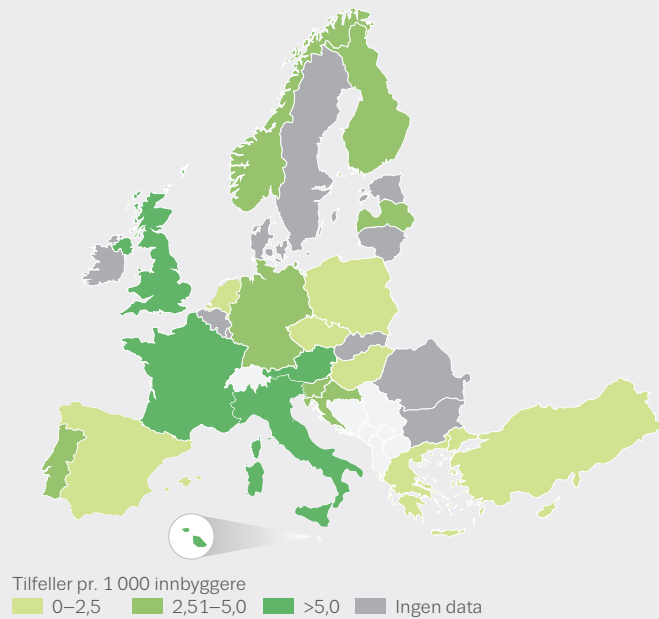 Tilfeller pr. 1 000 innbyggere
0–2,5 2,51–5,0 >5,0 Ingen data